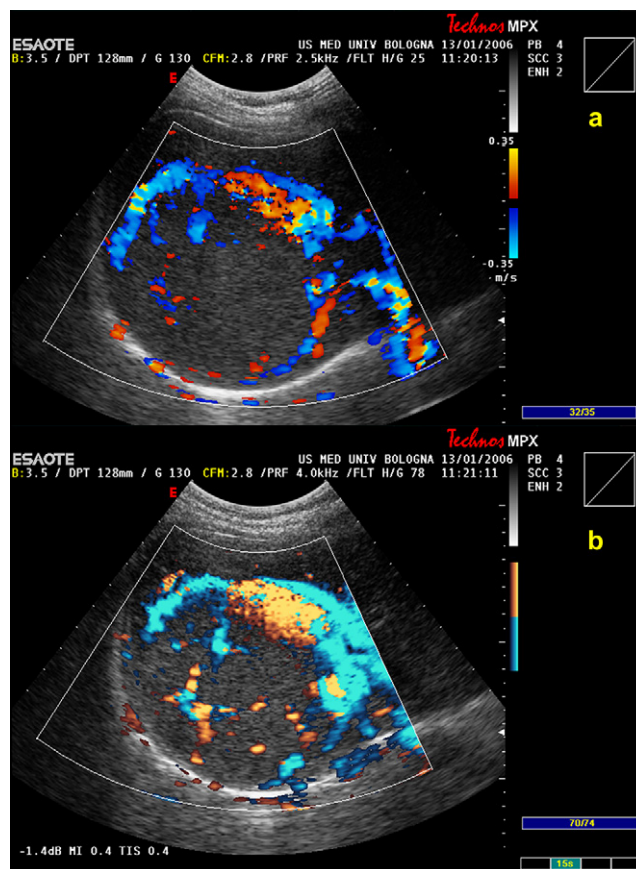 Technos MPX
ESAOTE
US MED UNIV BOLOGNA 13/01/2006 PB 4
B:3.5 / DPT 128mm / G 130 CFM:2.8 /PRF 2.5kHz/FLT H/G 25 11:20:13 SCC 3
ENH 2
E
a
0.35
-0.35
m/s
32/35
Technos MPX
ESAOTE
US MED UNIV BOLOGNA 13/01/2006 PB 4
B:3.5 / DPT 128mm / G 130 CFM:2.8 /PRF 4.0kHz/FLT H/G 78 11:21:11 SCC 3
ENH 2
E
b
70/74
-1.4dB MI 0.4 TIS 0.4
15s